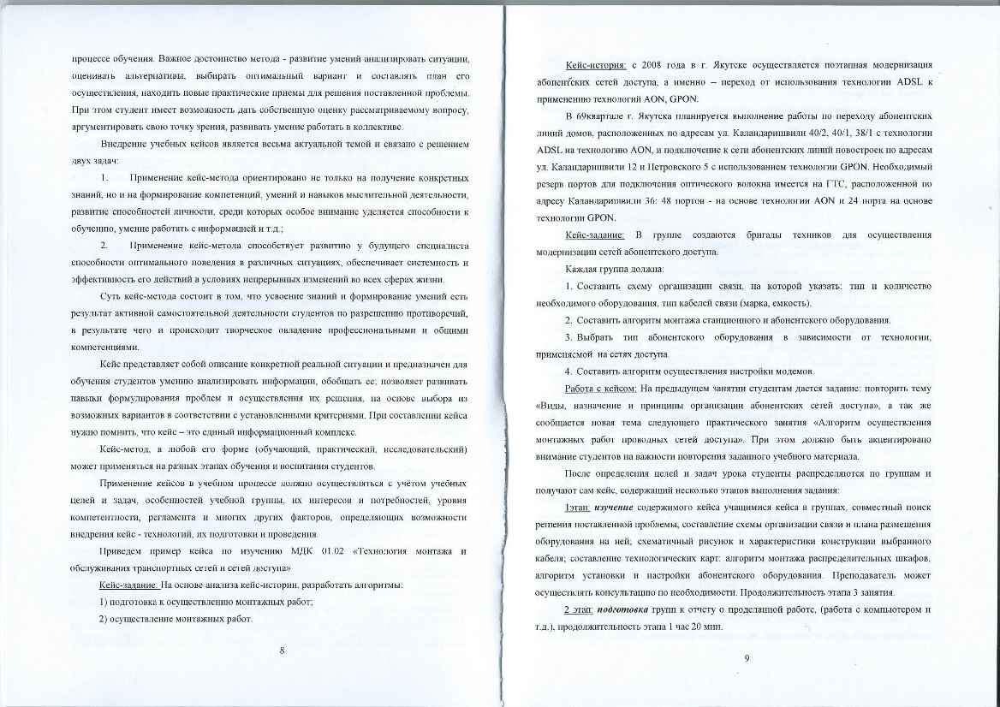 процессе обучения. Важное достоинство метода - развитие умений анализировать ситуации,
оценивать альтернативы, выбирать оптимальный вариант и составлять план его
осуществления, находить новые практические приемы для решения поставленной проблемы.
При этом студент имеет возможность дать собственную оценку рассматриваемому вопросу,
аргументировать свою точку зрения, развивать умение работать в коллективе.
Внедрение учебных кейсов является весьма актуальной темой и связано с решением
двух задач:
1. Применение кейс-метода ориентировано не только на получение конкретных
знаний, но и на формирование компетенций, умений и навыков мыслительной деятельности,
развитие способностей личности, среди которых особое внимание уделяется способности к
обучению, умение работать с информацией и т.д.;
2. Применение кейс-метода способствует развитию у будущего специалиста
способности оптимального поведения в различных ситуациях, обеспечивает системность и
эффективность его действий в условиях непрерывных изменений во всех сферах жизни.
Суть кейс-метода состоит в том, что усвоение знаний и формирование умений есть
результат активной самостоятельной деятельности студентов по разрешению противоречий,
в результате чего и происходит творческое овладение профессиональными и общими
компетенциями.
Кейс представляет собой описание конкретной реальной ситуации и предназначен для
обучения студентов умению анализировать информации, обобщать ее; позволяет развивать
навыки формулирования проблем и осуществления их решения, на основе выбора из
возможных вариантов в соответствии с установленными критериями. При составлении кейса
нужно помнить, что кейс – это единый информационный комплекс.
Кейс-метод, в любой его форме (обучающий, практический, исследовательский)
может применяться на разных этапах обучения и воспитания студентов.
Применение кейсов в учебном процессе должно осуществляться с учётом учебных
целей и задач, особенностей учебной группы, их интересов и потребностей, уровня
компетентности, регламента и многих других факторов, определяющих возможности
внедрения кейс - технологий, их подготовки и проведения.
Приведем пример кейса по изучению МДК 01.02 «Технология монтажа и
обслуживания транспортных сетей и сетей доступа»
Кейс-задание: На основе анализа кейс-истории, разработать алгоритмы:
1) подготовка к осуществлению монтажных работ;
2) осуществление монтажных работ.
8
Кейс-история: с 2008 года в г. Якутске осуществляется поэтапная модернизация
абонентских сетей доступа, а именно – переход от использования технологии ADSL к
применению технологий AON, GPON.
В 69квартале г. Якутска планируется выполнение работы по переходу абонентских
линий домов, расположенных по адресам ул. Каландаришвили 40/2, 40/1, 38/1 с технологии
ADSL на технологию AON, и подключение к сети абонентских линий новостроек по адресам
ул. Каландаришвили 12 и Петровского 5 с использованием технологии GPON. Необходимый
резерв портов для подключения оптического волокна имеется на ГТС, расположенной по
адресу Каландаришвили 36: 48 портов - на основе технологии AON и 24 порта на основе
технологии GPON.
Кейс-задание: В группе создаются бригады техников для осуществления
модернизации сетей абонентского доступа.
Каждая группа должна:
1. Составить схему организации связи, на которой указать: тип и количество
необходимого оборудования, тип кабелей связи (марка, емкость).
2. Составить алгоритм монтажа станционного и абонентского оборудования.
3. Выбрать тип абонентского оборудования в зависимости от технологии,
применяемой на сетях доступа.
4. Составить алгоритм осуществления настройки модемов.
Работа с кейсом: На предыдущем занятии студентам дается задание: повторить тему
«Виды, назначение и принципы организации абонентских сетей доступа», а так же
сообщается новая тема следующего практического занятия «Алгоритм осуществления
монтажных работ проводных сетей доступа». При этом должно быть акцентировано
внимание студентов на важности повторения заданного учебного материала.
После определения целей и задач урока студенты распределяются по группам и
получают сам кейс, содержащий несколько этапов выполнения задания:
1этап: изучение содержимого кейса учащимися кейса в группах, совместный поиск
решения поставленной проблемы; составление схемы организации связи и плана размещения
оборудования на ней; схематичный рисунок и характеристики конструкции выбранного
кабеля; составление технологических карт: алгоритм монтажа распределительных шкафов,
алгоритм установки и настройки абонентского оборудования. Преподаватель может
осуществлять консультацию по необходимости. Продолжительность этапа 3 занятия.
2 этап: подготовка групп к отчету о проделанной работе, (работа с компьютером и
т.д.), продолжительность этапа 1 час 20 мин.
9